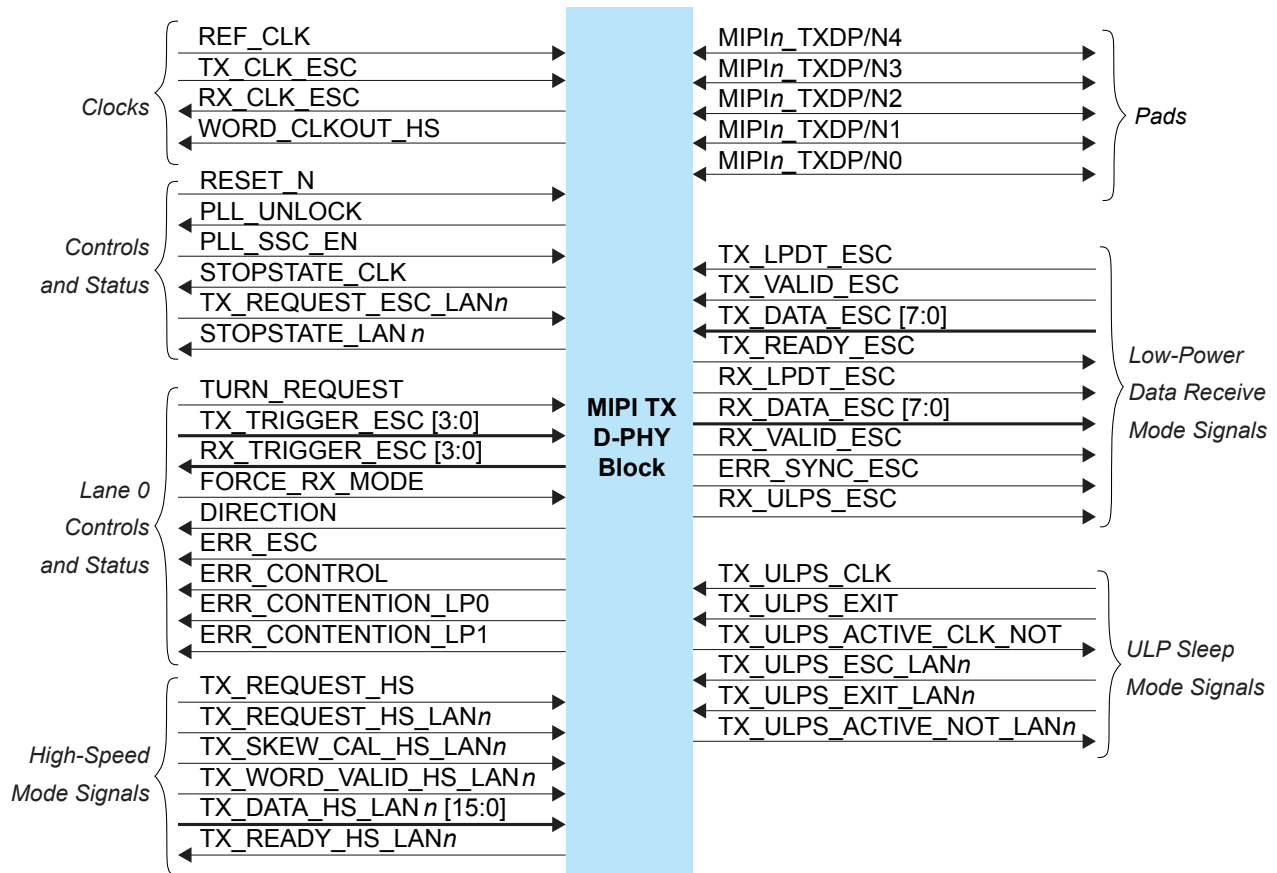 Clocks
REF_CLK
TX_CLK_ESC
RX_CLK_ESC
WORD_CLKOUT_HS
Controls
and Status
RESET_N
PLL_UNLOCK
PLL_SSC_EN
STOPSTATE_CLK
TX_REQUEST_ESC_LANn
STOPSTATE_LANn
Lane 0
Controls
and Status
TURN_REQUEST
TX_TRIGGER_ESC [3:0]
RX_TRIGGER_ESC [3:0]
FORCE_RX_MODE
DIRECTION
ERR_ESC
ERR_CONTROL
ERR_CONTENTION_LP0
ERR_CONTENTION_LP1
High-Speed
Mode Signals
TX_REQUEST_HS
TX_REQUEST_HS_LANn
TX_SKEW_CAL_HS_LANn
TX_WORD_VALID_HS_LANn
TX_DATA_HS_LANn [15:0]
TX_READY_HS_LANn
MIPI TX
D-PHY
Block
MIPIn_TXDP/N4
MIPIn_TXDP/N3
MIPIn_TXDP/N2
MIPIn_TXDP/N1
MIPIn_TXDP/N0
Pads
TX_LPDT_ESC
TX_VALID_ESC
TX_DATA_ESC [7:0]
TX_READY_ESC
RX_LPDT_ESC
RX_DATA_ESC [7:0]
RX_VALID_ESC
ERR_SYNC_ESC
RX_ULPS_ESC
Low-Power
Data Receive
Mode Signals
TX_ULPS_CLK
TX_ULPS_EXIT
TX_ULPS_ACTIVE_CLK_NOT
TX_ULPS_ESC_LANn
TX_ULPS_EXIT_LANn
TX_ULPS_ACTIVE_NOT_LANn
ULP Sleep
Mode Signals